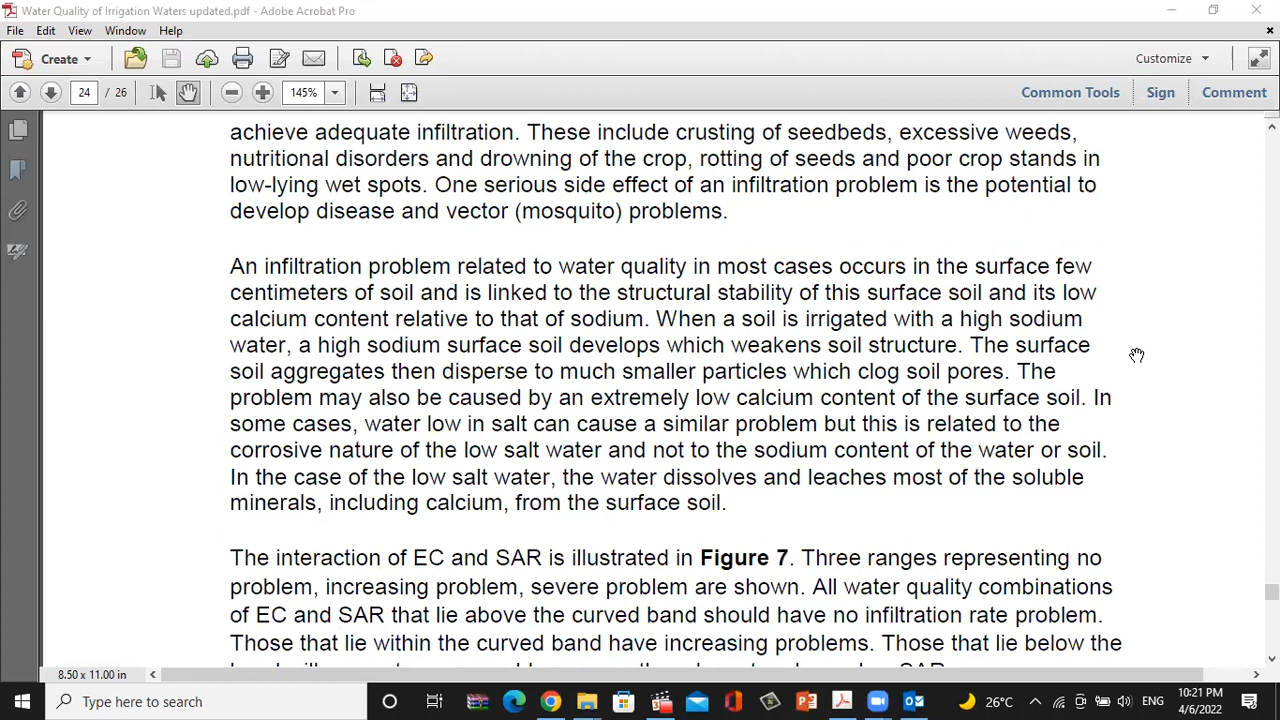 Water Quality of Irrigation Waters updated.pdf - Adobe Acrobat Pro
File Edit View Window Help
Create
Customize
24 / 26
145%
Common Tools
Sign
Comment
achieve adequate infiltration. These include crusting of seedbeds, excessive weeds,
nutritional disorders and drowning of the crop, rotting of seeds and poor crop stands in
low-lying wet spots. One serious side effect of an infiltration problem is the potential to
develop disease and vector (mosquito) problems.
An infiltration problem related to water quality in most cases occurs in the surface few
centimeters of soil and is linked to the structural stability of this surface soil and its low
calcium content relative to that of sodium. When a soil is irrigated with a high sodium
water, a high sodium surface soil develops which weakens soil structure. The surface
soil aggregates then disperse to much smaller particles which clog soil pores. The
problem may also be caused by an extremely low calcium content of the surface soil. In
some cases, water low in salt can cause a similar problem but this is related to the
corrosive nature of the low salt water and not to the sodium content of the water or soil.
In the case of the low salt water, the water dissolves and leaches most of the soluble
minerals, including calcium, from the surface soil.
The interaction of EC and SAR is illustrated in Figure 7. Three ranges representing no
problem, increasing problem, severe problem are shown. All water quality combinations
of EC and SAR that lie above the curved band should have no infiltration rate problem.
Those that lie within the curved band have increasing problems. Those that lie below the
8.50 x 11.00 in
Type here to search
26°C
ENG
10:21 PM
4/6/2022